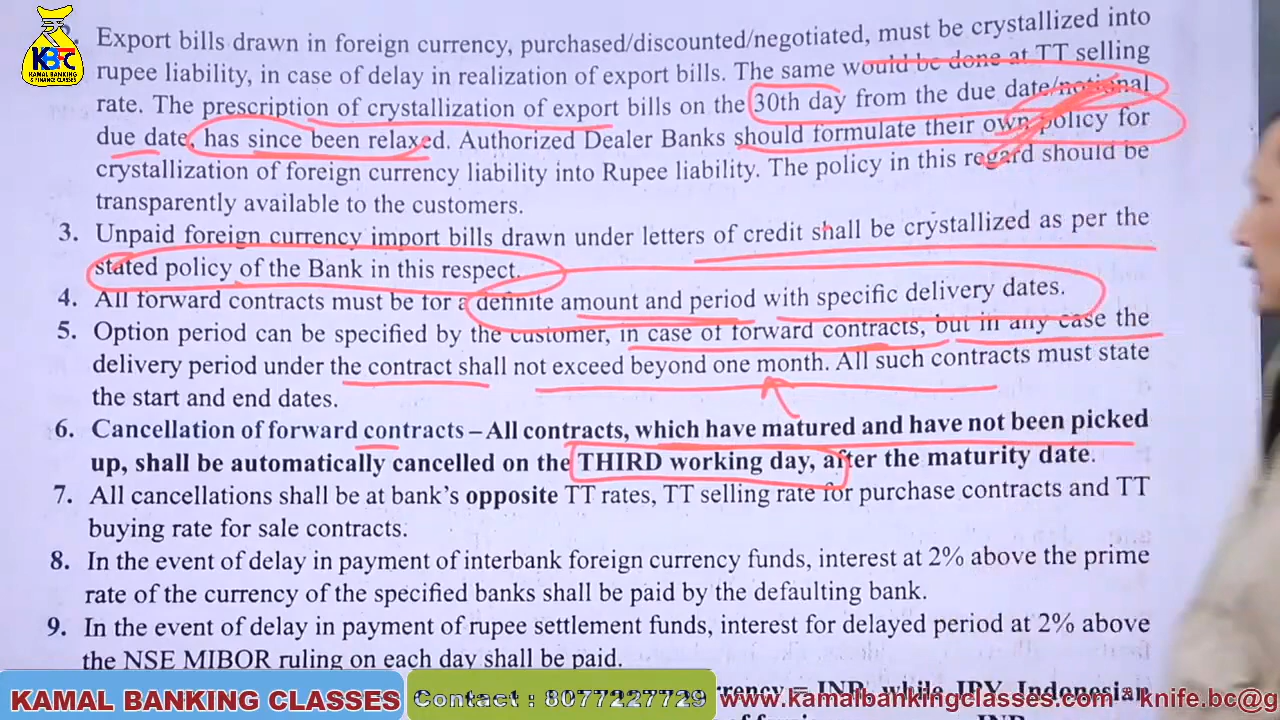 KBTC
KAMAL BANKING
& FINANCE CLASSES
2. Export bills drawn in foreign currency, purchased/discounted/negotiated, must be crystallized into
rupee liability, in case of delay in realization of export bills. The same would be done at TT selling
rate. The prescription of crystallization of export bills on the 30th day from the due date/notional
due date, has since been relaxed. Authorized Dealer Banks should formulate their own policy for
crystallization of foreign currency liability into Rupee liability. The policy in this regard should be
transparently available to the customers.
3. Unpaid foreign currency import bills drawn under letters of credit shall be crystallized as per the
stated policy of the Bank in this respect.
4. All forward contracts must be for a definite amount and period with specific delivery dates.
5. Option period can be specified by the customer, in case of forward contracts, but in any case the
delivery period under the contract shall not exceed beyond one month. All such contracts must state
the start and end dates.
6. Cancellation of forward contracts – All contracts, which have matured and have not been picked
up, shall be automatically cancelled on the THIRD working day, after the maturity date.
7. All cancellations shall be at bank's opposite TT rates, TT selling rate for purchase contracts and TT
buying rate for sale contracts.
8. In the event of delay in payment of interbank foreign currency funds, interest at 2% above the prime
rate of the currency of the specified banks shall be paid by the defaulting bank.
9. In the event of delay in payment of rupee settlement funds, interest for delayed period at 2% above
the NSE MIBOR ruling on each day shall be paid.
INR, while JPY, Indonesian
KAMAL BANKING CLASSES Contact : 8077227729 www.kamalbankingclasses.com * knife.bc@g